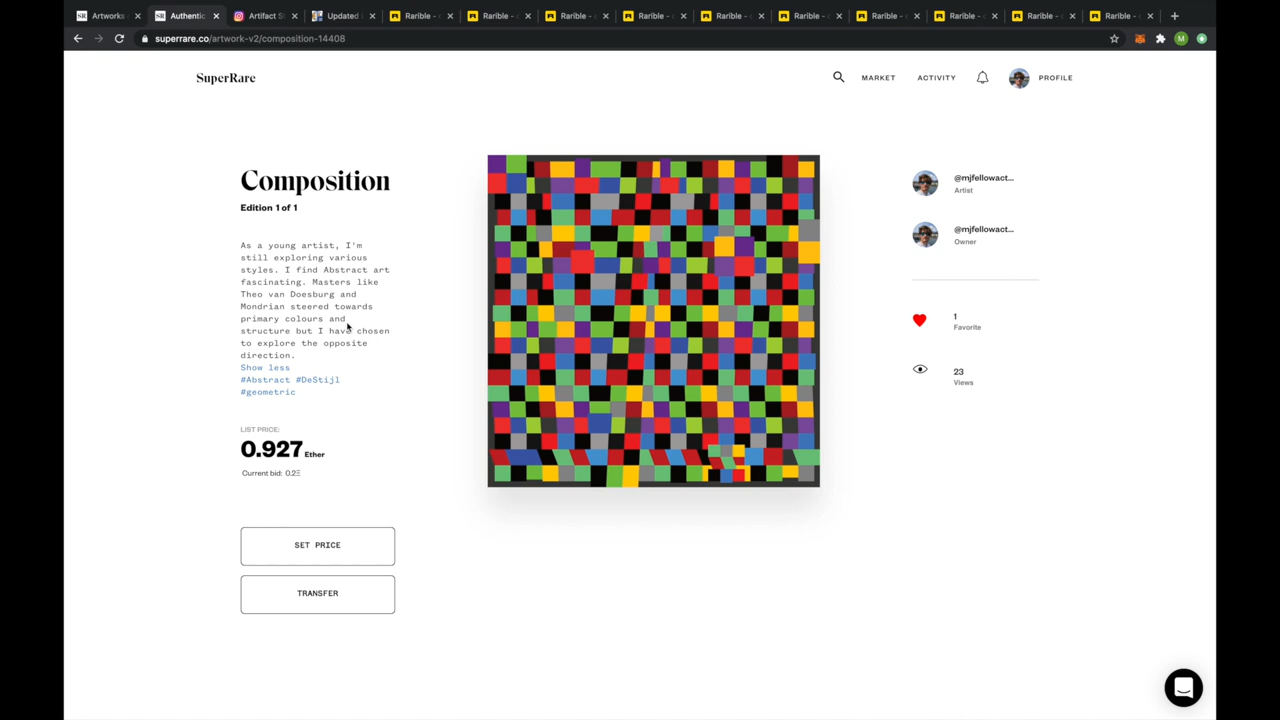 Artworks
Authentic
Artifact
Updated
Rarible -
Rarible -
Rarible -
Rarible -
Rarible -
Rarible -
Rarible -
Rarible -
Rarible -
Rarible -
superrare.co/artwork-v2/composition-14408
M
SuperRare
MARKET
ACTIVITY
PROFILE
Composition
Edition 1 of 1
As a young artist, I'm
still exploring various
styles. I find Abstract art
fascinating. Masters like
Theo van Doesburg and
Mondrian steered towards
primary colours and
structure but I have chosen
to explore the opposite
direction.
Show less
#Abstract #DeStijl
#geometric
LIST PRICE:
0.927 Ether
Current bid: 0.2Ξ
SET PRICE
TRANSFER
@mjfellowact...
Artist
@mjfellowact...
Owner
1
Favorite
23
Views